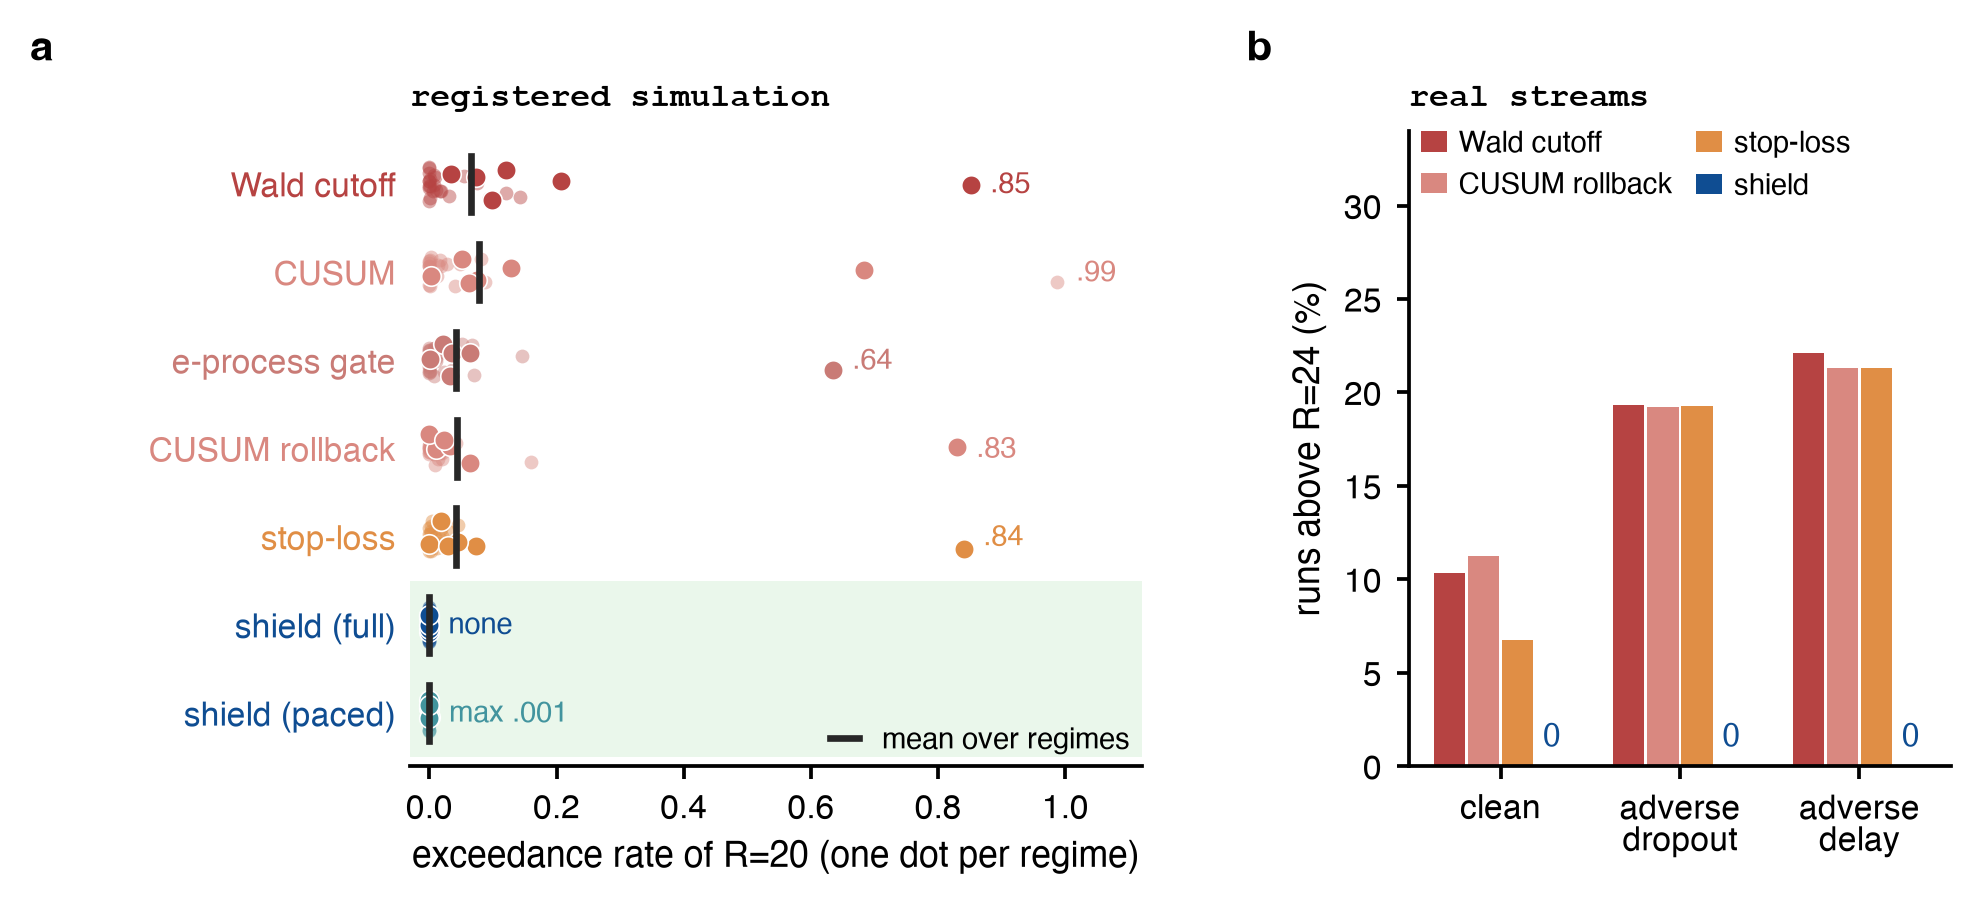 a
registered simulation
Wald cutoff
.85
CUSUM
.99
e-process gate
.64
CUSUM rollback
.83
stop-loss
.84
shield (full)
none
shield (paced)
max .001
mean over regimes
0.0 0.2 0.4 0.6 0.8 1.0
exceedance rate of R=20 (one dot per regime)
b
real streams
Wald cutoff
CUSUM rollback
stop-loss
shield
runs above R=24 (%)
30
25
20
15
10
5
0
0 0 0
clean
adverse dropout
adverse delay